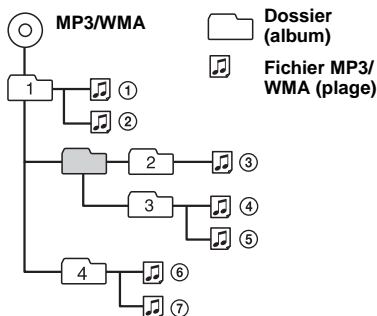 MP3/WMA
Dossier
(album)
Fichier MP3/
WMA (plage)
1
①
②
2
③
3
④
⑤
4
⑥
⑦